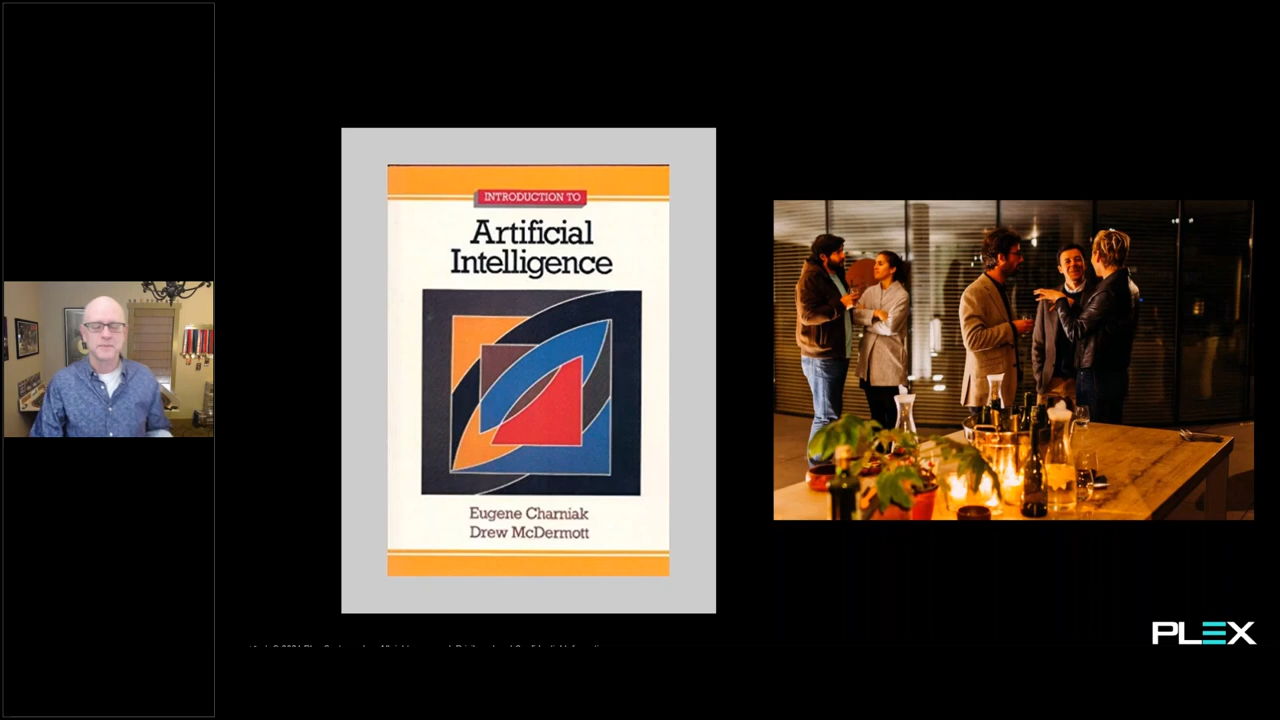 INTRODUCTION TO
Artificial
Intelligence
Eugene Charniak
Drew McDermott
PLEX